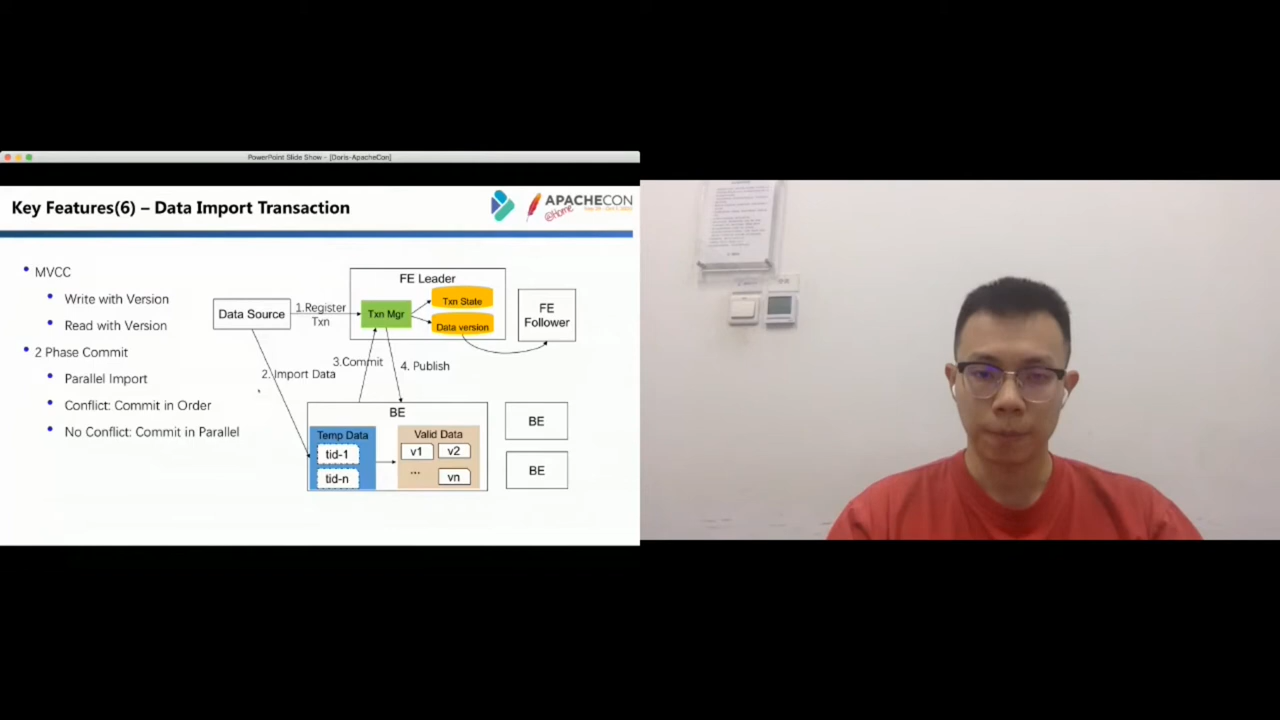 PowerPoint Slide Show - [Doris-ApacheCon]
Key Features(6) – Data Import Transaction
APACHECON
@Home
MVCC
Write with Version
Read with Version
2 Phase Commit
Parallel Import
Conflict: Commit in Order
No Conflict: Commit in Parallel
Data Source
1.Register
Txn
FE Leader
Txn Mgr
Txn State
Data version
FE
Follower
2. Import Data
3.Commit
4. Publish
BE
Temp Data
tid-1
tid-n
Valid Data
v1
v2
...
vn
BE
BE